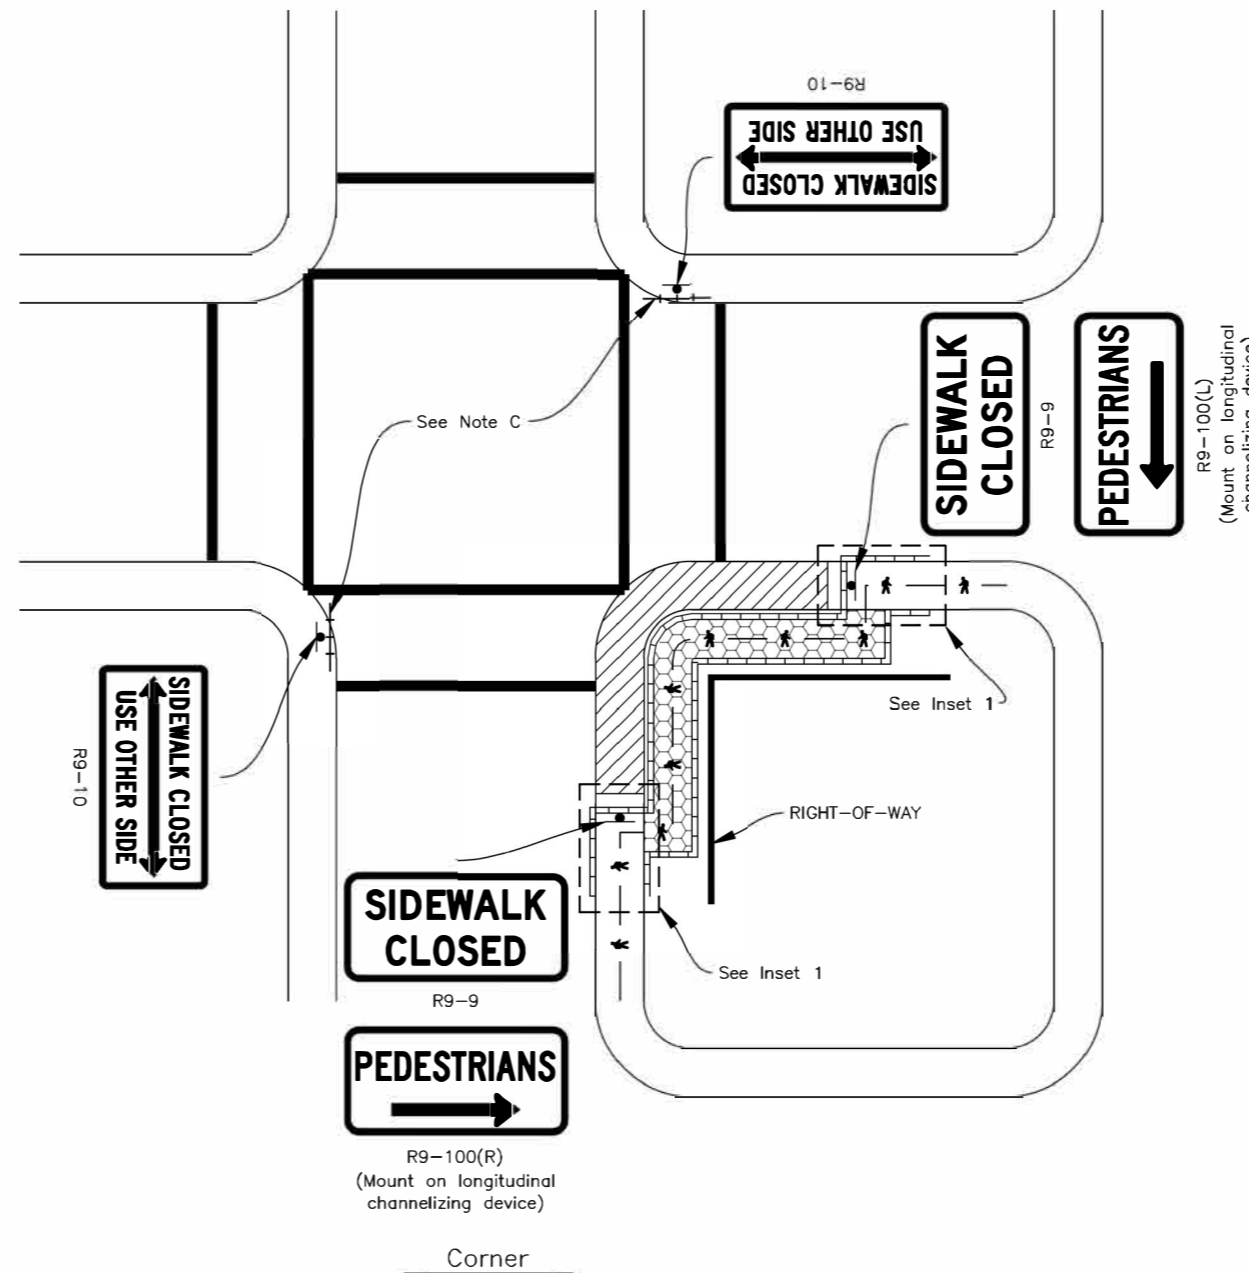 R9-10
SIDEWALK CLOSED
USE OTHER SIDE
See Note C
SIDEWALK
CLOSED
R9-9
PEDESTRIANS
R9-100(L)
(Mount on longitudinal
channelizing device)
See Inset 1
RIGHT-OF-WAY
SIDEWALK CLOSED
USE OTHER SIDE
R9-10
SIDEWALK
CLOSED
R9-9
See Inset 1
PEDESTRIANS
R9-100(R)
(Mount on longitudinal
channelizing device)
Corner